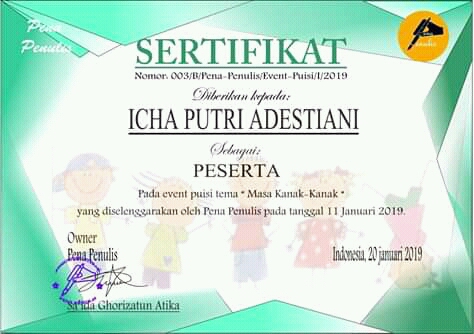 Pena
Penulis
SERTIFIKAT
Nomor: 003/B/Pena-Penulis/Event-Puisi/I/2019
Diberikan kepada:
ICHA PUTRI ADESTIANI
Sebagai:
PESERTA
Pada event puisi tema " Masa Kanak-Kanak "
yang diselenggarakan oleh Pena Penulis pada tanggal 11 Januari 2019.
Owner
Pena Penulis
Indonesia, 20 januari 2019
Sa'ida Ghorizatun Atika